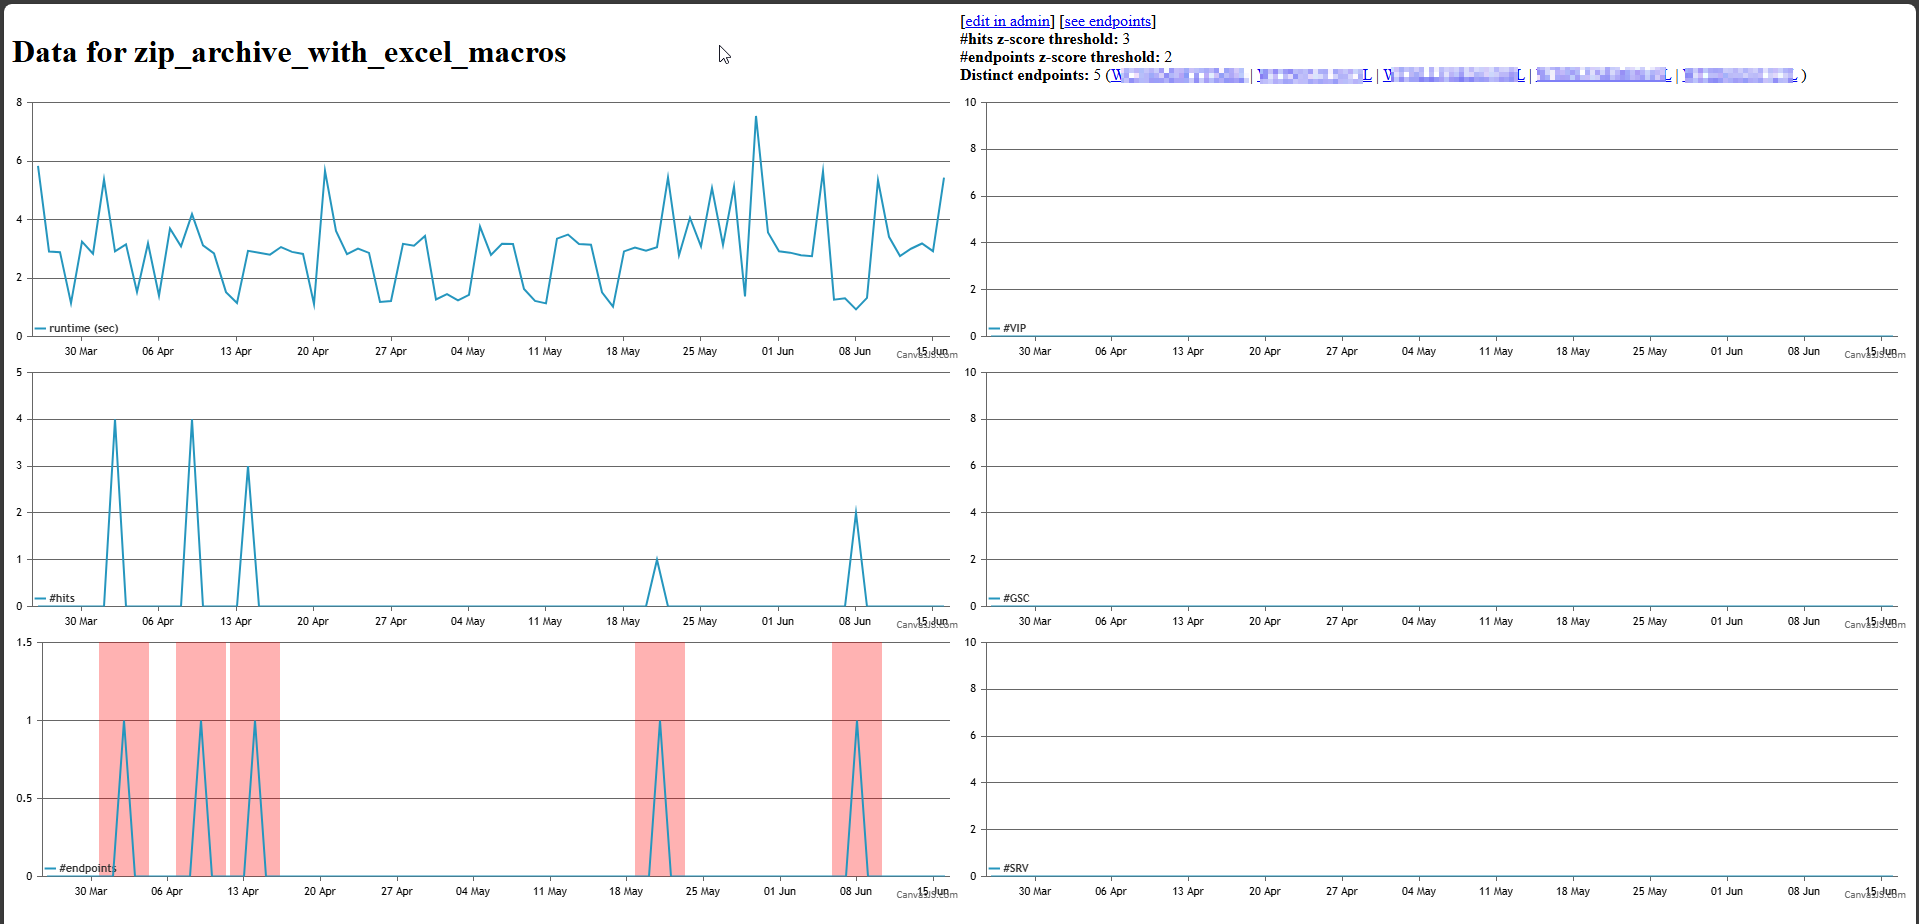 [edit in admin] [see endpoints]
Data for zip_archive_with_excel_macros
#hits z-score threshold: 3
#endpoints z-score threshold: 2
Distinct endpoints: 5 (W L | L | W L | L | L )
8
6
4
2
0
runtime (sec)
30 Mar 06 Apr 13 Apr 20 Apr 27 Apr 04 May 11 May 18 May 25 May 01 Jun 08 Jun 15 Jun
CanvasJS.com
10
8
6
4
2
0
#VIP
30 Mar 06 Apr 13 Apr 20 Apr 27 Apr 04 May 11 May 18 May 25 May 01 Jun 08 Jun 15 Jun
CanvasJS.com
5
4
3
2
1
0
#hits
30 Mar 06 Apr 13 Apr 20 Apr 27 Apr 04 May 11 May 18 May 25 May 01 Jun 08 Jun 15 Jun
CanvasJS.com
10
8
6
4
2
0
#GSC
30 Mar 06 Apr 13 Apr 20 Apr 27 Apr 04 May 11 May 18 May 25 May 01 Jun 08 Jun 15 Jun
CanvasJS.com
1.5
1
0.5
0
#endpoints
30 Mar 06 Apr 13 Apr 20 Apr 27 Apr 04 May 11 May 18 May 25 May 01 Jun 08 Jun 15 Jun
CanvasJS.com
10
8
6
4
2
0
#SRV
30 Mar 06 Apr 13 Apr 20 Apr 27 Apr 04 May 11 May 18 May 25 May 01 Jun 08 Jun 15 Jun
CanvasJS.com